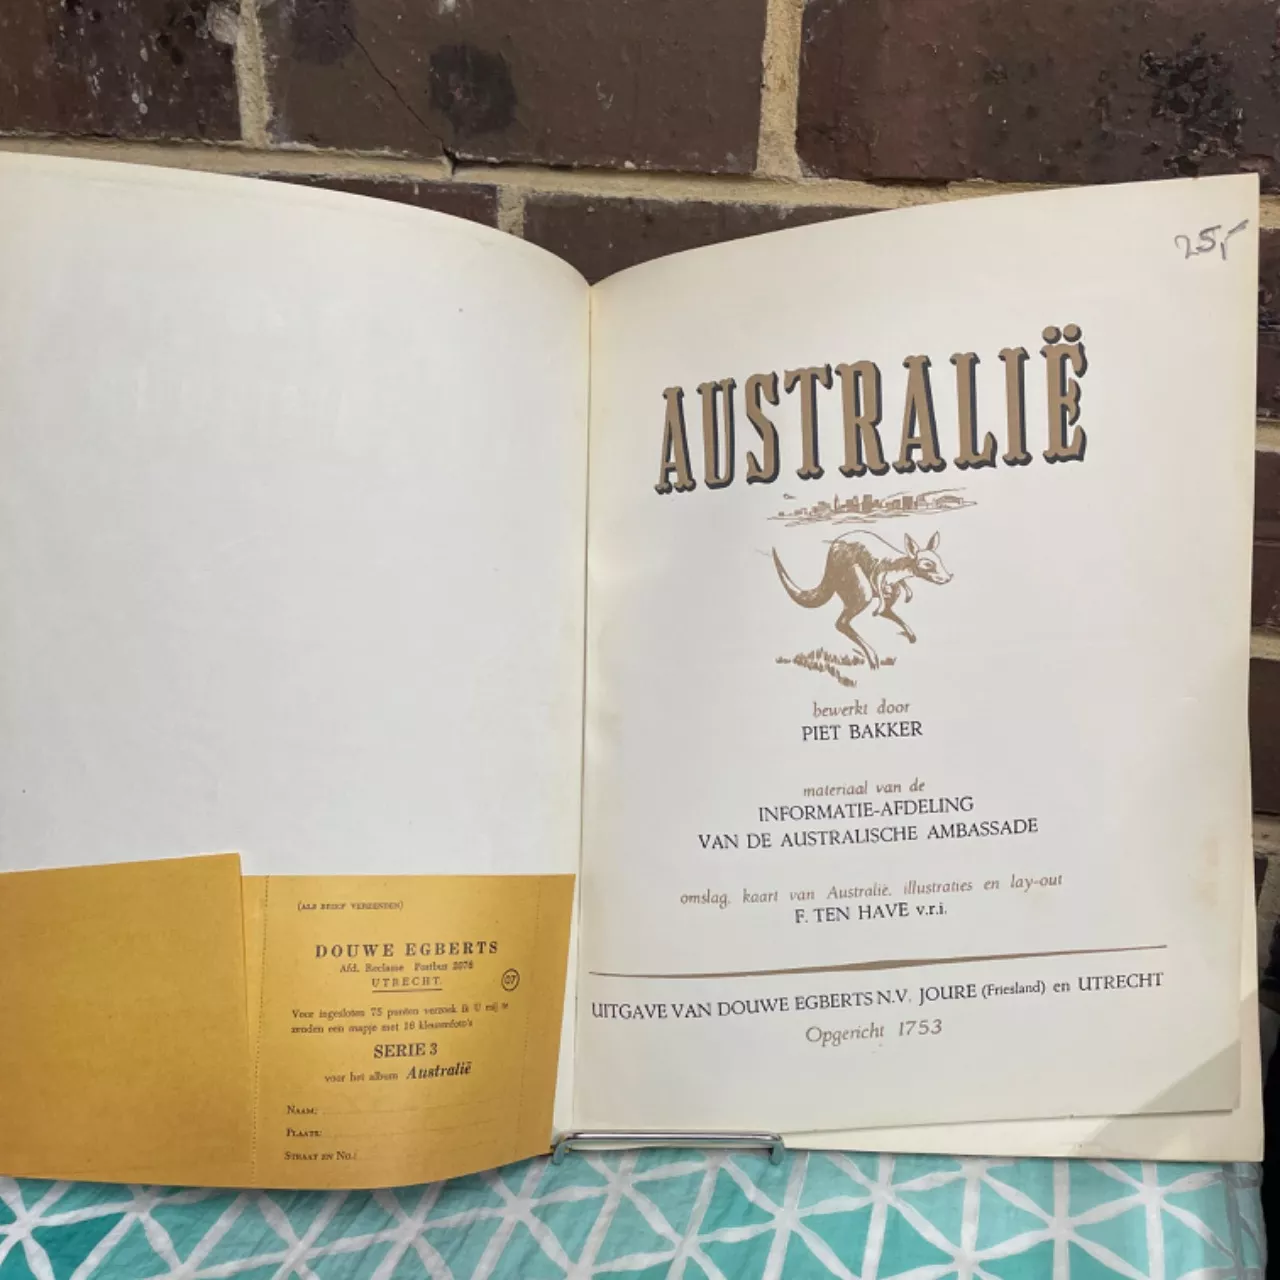 (ALS BRIEF VERZENDEN)
DOUWE EGBERTS
Afd. Reclame Postbus 2078
UTRECHT.
07
Voor ingesloten 75 punten verzoek ik U mij te
zenden een mapje met 16 kleurenfoto's
SERIE 3
voor het album Australië
NAAM:
PLAATS:
STRAAT EN No.:
25,-
AUSTRALIË
bewerkt door
PIET BAKKER
materiaal van de
INFORMATIE-AFDELING
VAN DE AUSTRALISCHE AMBASSADE
omslag, kaart van Australië, illustraties en lay-out
F. TEN HAVE v.r.i.
UITGAVE VAN DOUWE EGBERTS N.V. JOURE (Friesland) en UTRECHT
Opgericht 1753